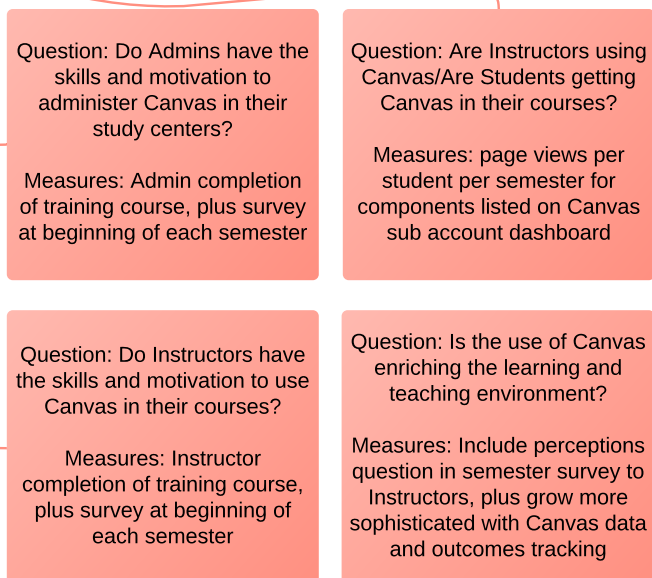 Question: Do Admins have the
skills and motivation to
administer Canvas in their
study centers?
Measures: Admin completion
of training course, plus survey
at beginning of each semester
Question: Are Instructors using
Canvas/Are Students getting
Canvas in their courses?
Measures: page views per
student per semester for
components listed on Canvas
sub account dashboard
Question: Do Instructors have
the skills and motivation to use
Canvas in their courses?
Measures: Instructor
completion of training course,
plus survey at beginning of
each semester
Question: Is the use of Canvas
enriching the learning and
teaching environment?
Measures: Include perceptions
question in semester survey to
Instructors, plus grow more
sophisticated with Canvas data
and outcomes tracking